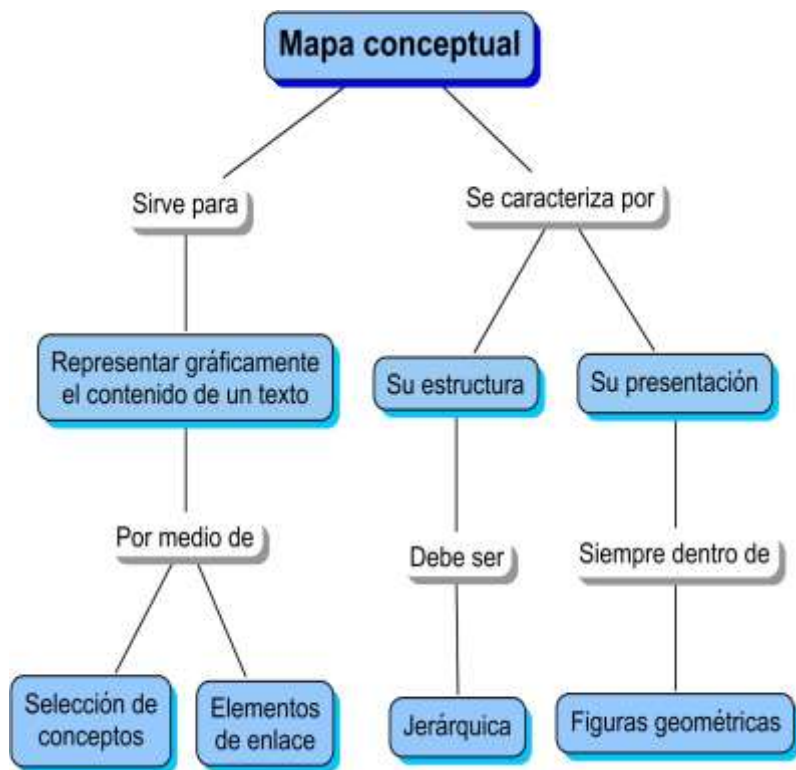 Mapa conceptual
Sirve para
Se caracteriza por
Representar gráficamente
el contenido de un texto
Su estructura
Su presentación
Por medio de
Debe ser
Siempre dentro de
Selección de
conceptos
Elementos
de enlace
Jerárquica
Figuras geométricas